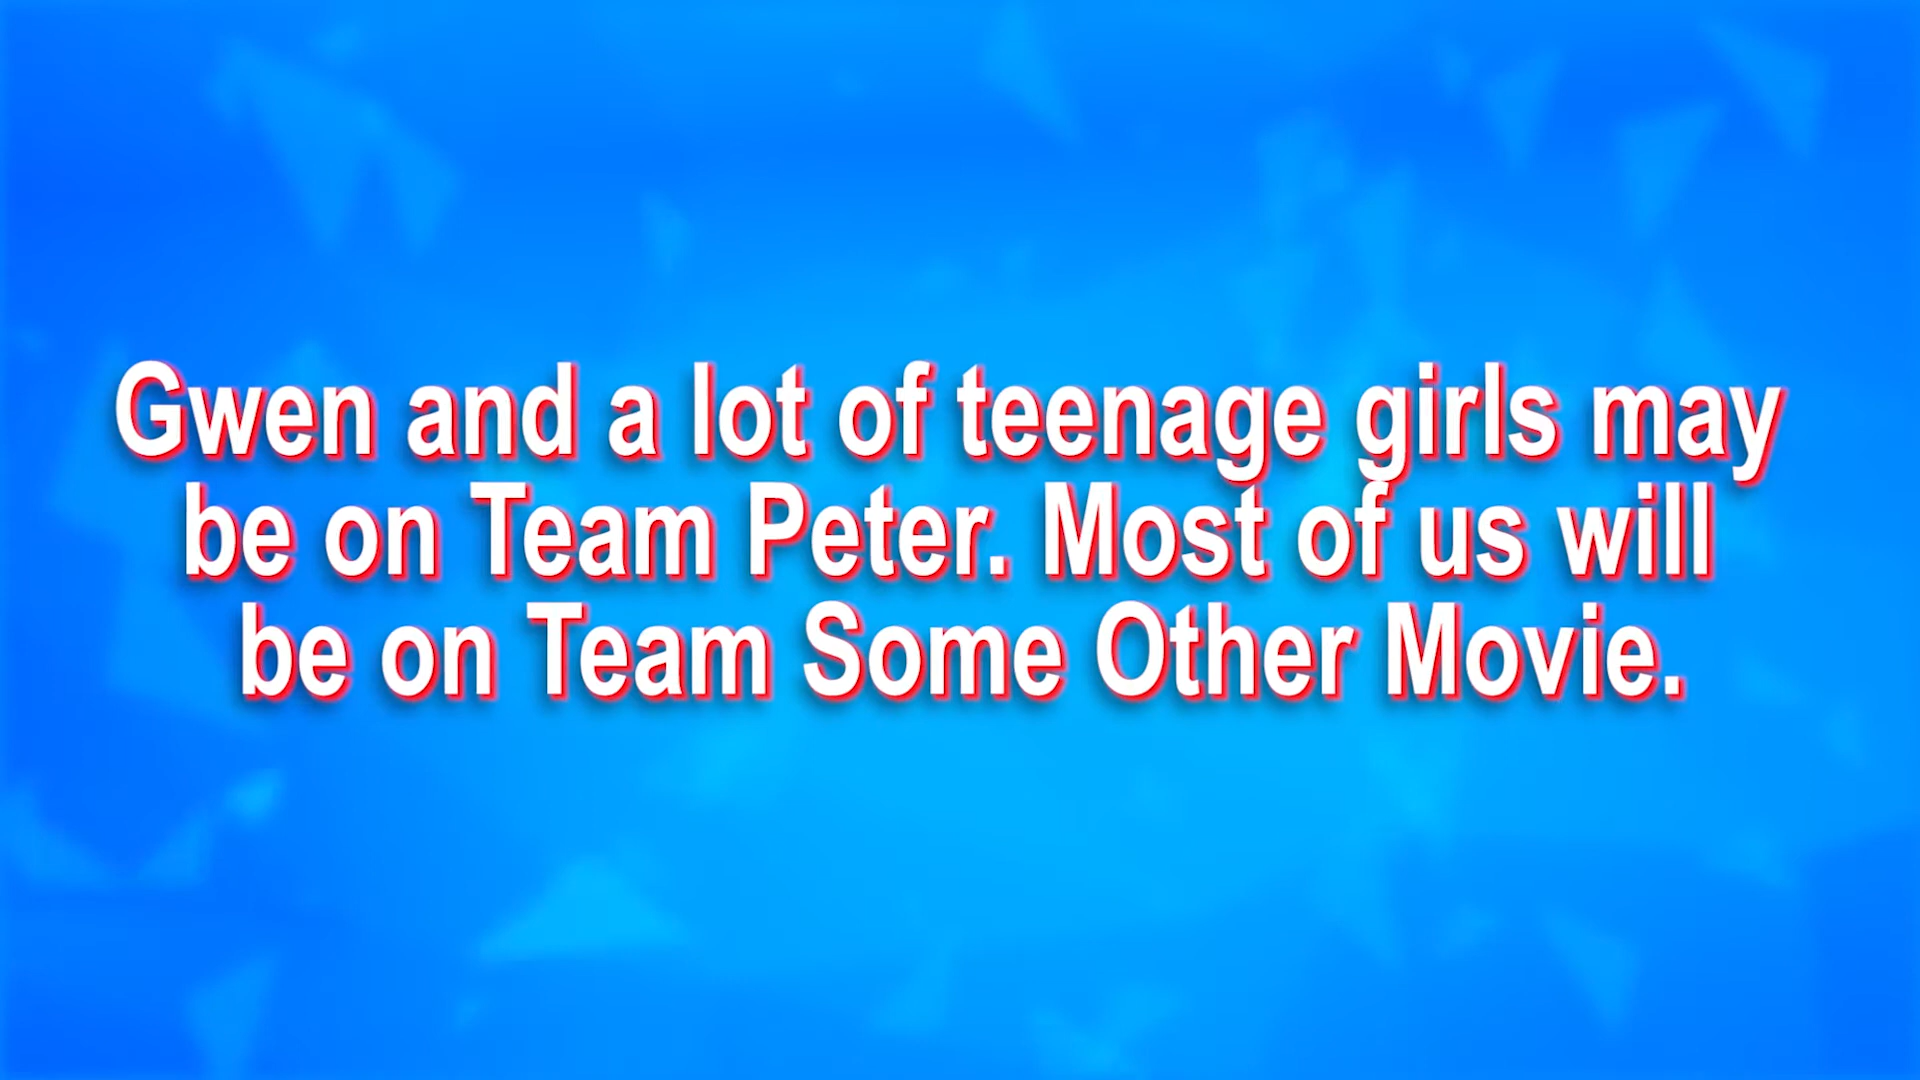 Gwen and a lot of teenage girls may
be on Team Peter. Most of us will
be on Team Some Other Movie.